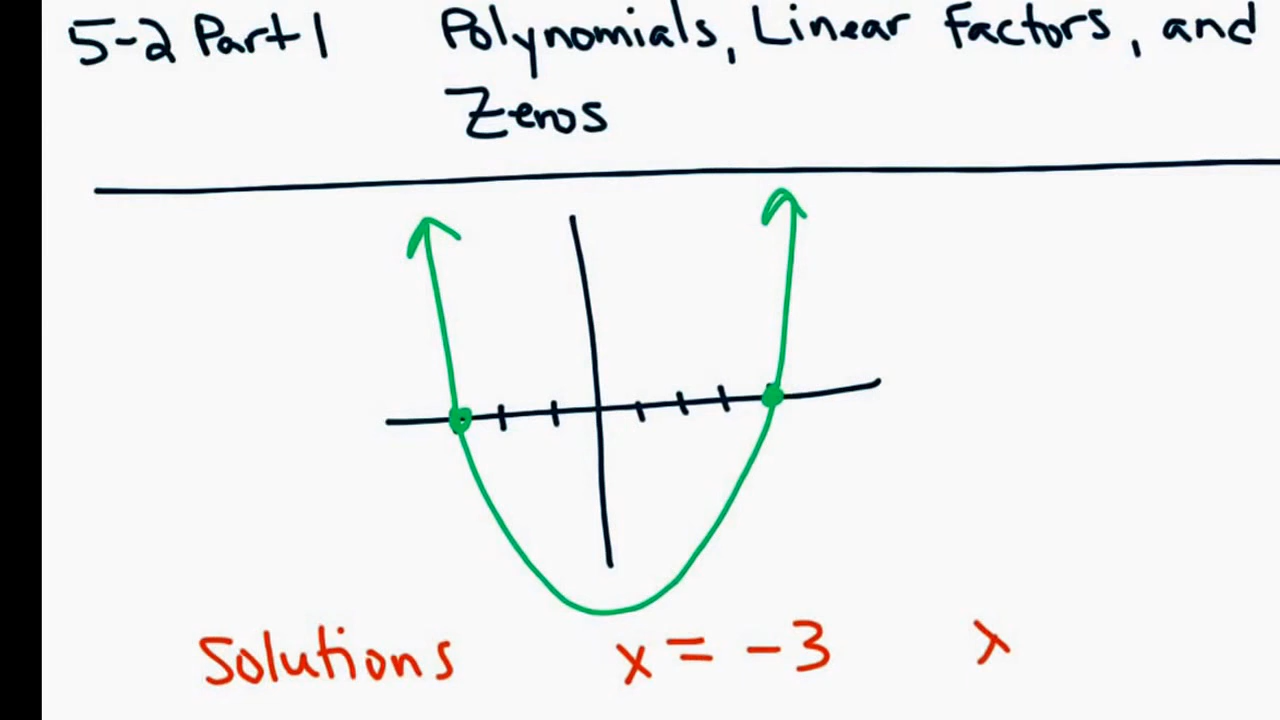 5-2 Part 1 Polynomials, Linear Factors, and
Zeros
Solutions x = -3 x